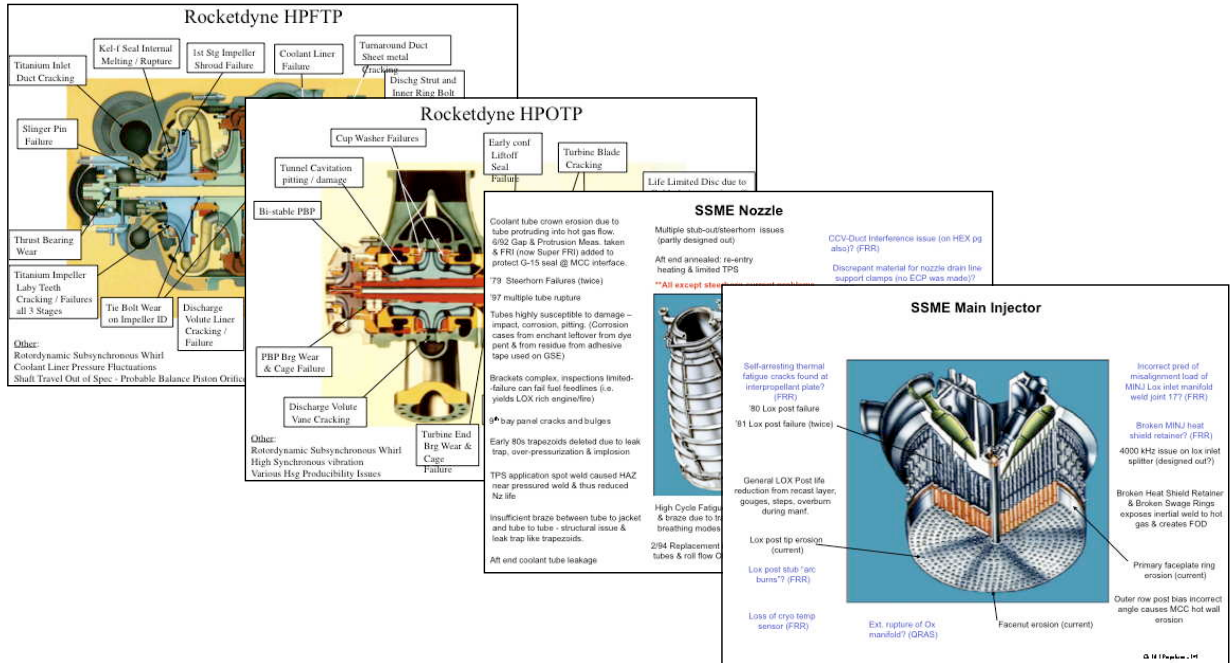 Rocketdyne HPFTP
Titanium Inlet
Duct Cracking
Kel-f Seal Internal
Melting / Rupture
1st Stg Impeller
Shroud Failure
Coolant Liner
Failure
Turnaround Duct
Sheet metal
Cracking
Dischg Strut and
Inner Ring Bolt
Slinger Pin
Failure
Thrust Bearing
Wear
Titanium Impeller
Laby Teeth
Cracking / Failures
all 3 Stages
Tie Bolt Wear
on Impeller ID
Discharge
Volute Liner
Cracking /
Failure
Other:
Rotordynamic Subsynchronous Whirl
Coolant Liner Pressure Fluctuations
Shaft Travel Out of Spec - Probable Balance Piston Orifice
Rocketdyne HPOTP
Cup Washer Failures
Tunnel Cavitation
pitting / damage
Bi-stable PBP
Early conf
Liftoff
Seal
Failure
Turbine Blade
Cracking
Life Limited Disc due to
PBP Brg Wear
& Cage Failure
Discharge Volute
Vane Cracking
Turbine End
Brg Wear &
Cage
Failure
Other:
Rotordynamic Subsynchronous Whirl
High Synchronous vibration
Various Hsg Producibility Issues
SSME Nozzle
Coolant tube crown erosion due to
tube protruding into hot gas flow.
6/92 Gap & Protrusion Meas. taken
& FRI (now Super FRI) added to
protect G-15 seal @ MCC interface.
'79 Steerhorn Failures (twice)
'97 multiple tube rupture
Tubes highly susceptible to damage –
impact, corrosion, pitting. (Corrosion
cases from enchant leftover from dye
pent & from residue from adhesive
tape used on GSE)
Brackets complex, inspections limited-
-failure can fail fuel feedlines (i.e.
yields LOX rich engine/fire)
9th bay panel cracks and bulges
Early 80s trapezoids deleted due to leak
trap, over-pressurization & implosion
TPS application spot weld caused HAZ
near pressured weld & thus reduced
Nz life
Insufficient braze between tube to jacket
and tube to tube - structural issue &
leak trap like trapezoids.
Aft end coolant tube leakage
Multiple stub-out/steerhorn issues
(partly designed out)
Aft end annealed: re-entry
heating & limited TPS
**All except steerhorn current problems
High Cycle Fatigue
& braze due to tra
breathing modes
2/94 Replacement
tubes & roll flow O
CCV-Duct Interference issue (on HEX pg
also)? (FRR)
Discrepant material for nozzle drain line
support clamps (no ECP was made)?
SSME Main Injector
Self-arresting thermal
fatigue cracks found at
interpropellant plate?
(FRR)
'80 Lox post failure
'81 Lox post failure (twice)
General LOX Post life
reduction from recast layer,
gouges, steps, overburn
during manf.
Lox post tip erosion
(current)
Lox post stub "arc
burns"? (FRR)
Loss of cryo temp
sensor (FRR)
Ext. rupture of Ox
manifold? (QRAS)
Facenut erosion (current)
Incorrect pred of
misalignment load of
MINJ Lox inlet manifold
weld joint 17? (FRR)
Broken MINJ heat
shield retainer? (FRR)
4000 kHz issue on lox inlet
splitter (designed out?)
Broken Heat Shield Retainer
& Broken Swage Rings
exposes inertial weld to hot
gas & creates FOD
Primary faceplate ring
erosion (current)
Outer row post bias incorrect
angle causes MCC hot wall
erosion